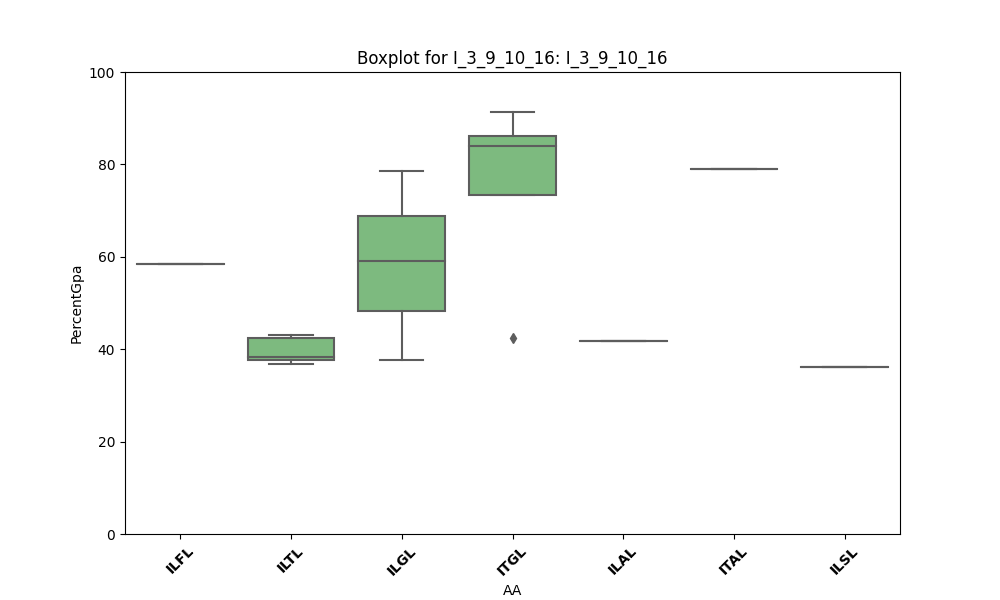 Boxplot for I_3_9_10_16: I_3_9_10_16
100
80
60
40
20
0
PercentGpa
ILFL
ILTL
ILGL
ITGL
ILAL
ITAL
ILSL
AA